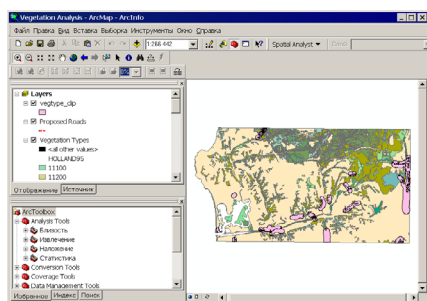 Vegetation Analysis - ArcMap - ArcInfo
Файл Правка Вид Вставка Выборка Инструменты Окно Справка
1:266 442 Spatial Analyst
Layers
vegtype_clip
Proposed Roads
Vegetation Types
<all other values>
HOLLAND95
11100
11200
Отображение Источник
ArcToolbox
Analysis Tools
Близость
Извлечение
Наложение
Статистика
Conversion Tools
Coverage Tools
Data Management Tools
Избранное Индекс Поиск